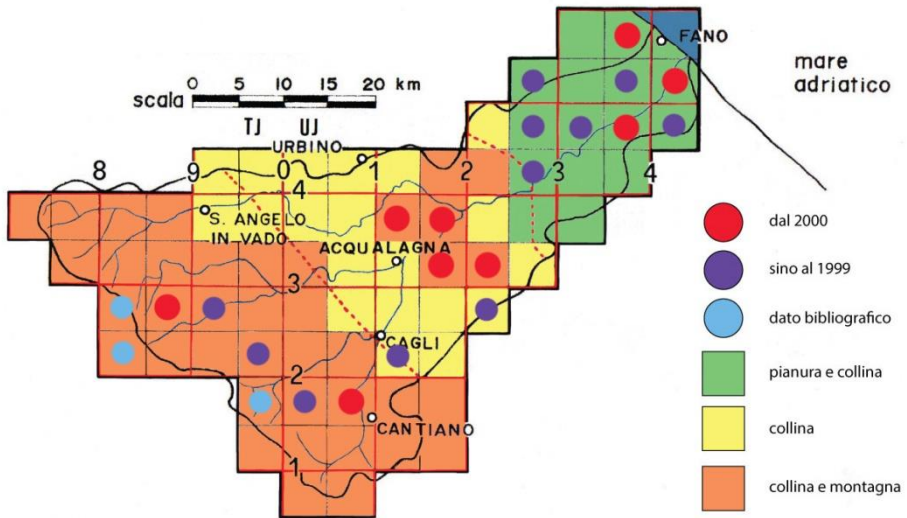 FANO
mare
adriatico
0 5 10 15 20 km
scala
TJ UJ
URBINO
8 9 0 1 2 3 4
4
S. ANGELO
IN VADO
ACQUALAGNA
3
CAGLI
2
CANTIANO
1
dal 2000
sino al 1999
dato bibliografico
pianura e collina
collina
collina e montagna